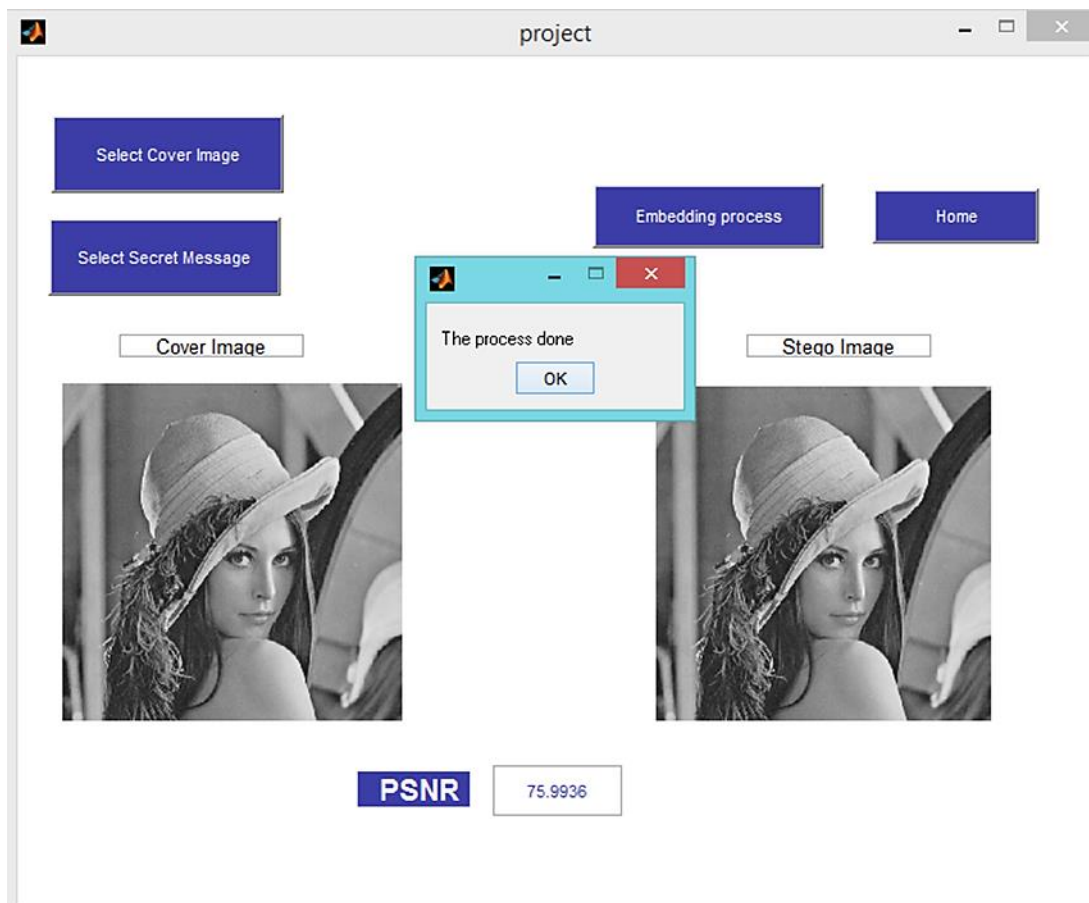 project
Select Cover Image
Embedding process
Home
Select Secret Message
The process done
OK
Cover Image
Stego Image
PSNR
75.9936